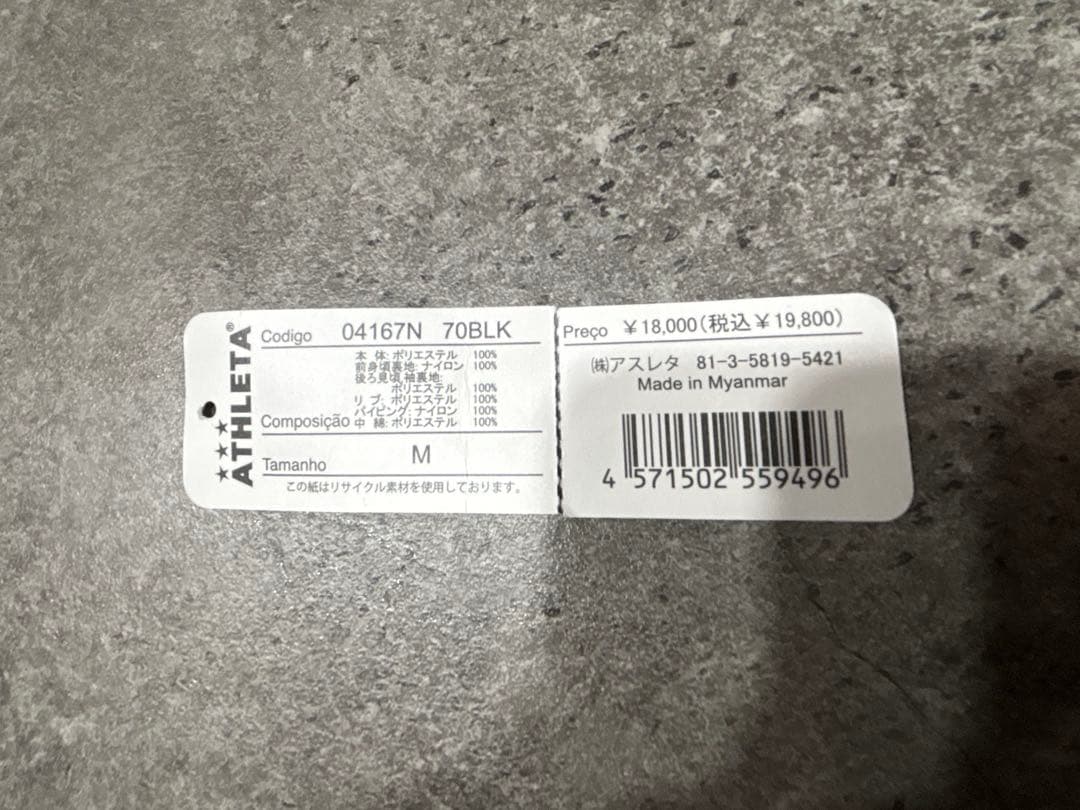 ★★★ ATHLETA®
Codigo 04167N 70BLK
Composição
本 体: ポリエステル 100%
前身頃裏地: ナイロン 100%
後ろ見頃,袖裏地:
ポリエステル 100%
リ ブ: ポリエステル 100%
パイピング: ナイロン 100%
中 綿: ポリエステル 100%
Tamanho M
この紙はリサイクル素材を使用しております。
Preço ¥18,000(税込¥19,800)
㈱アスレタ 81-3-5819-5421
Made in Myanmar
4 571502 559496